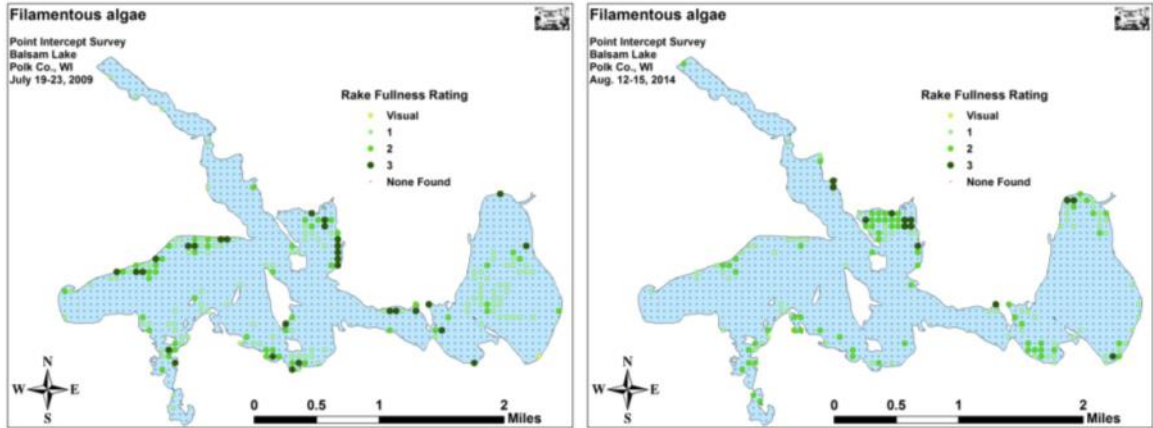 Filamentous algae
Point Intercept Survey
Balsam Lake
Polk Co., WI
July 19-23, 2009
Rake Fullness Rating
Visual
1
2
3
None Found
N
W E
S
0 0.5 1 2
Miles
Filamentous algae
Point Intercept Survey
Balsam Lake
Polk Co., WI
Aug. 12-15, 2014
Rake Fullness Rating
Visual
1
2
3
None Found
N
W E
S
0 0.5 1 2
Miles